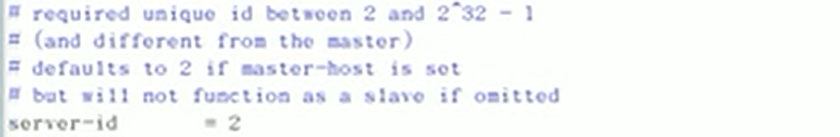 # required unique id between 2 and 2^32 - 1
# (and different from the master)
# defaults to 2 if master-host is set
# but will not function as a slave if omitted
server-id = 2